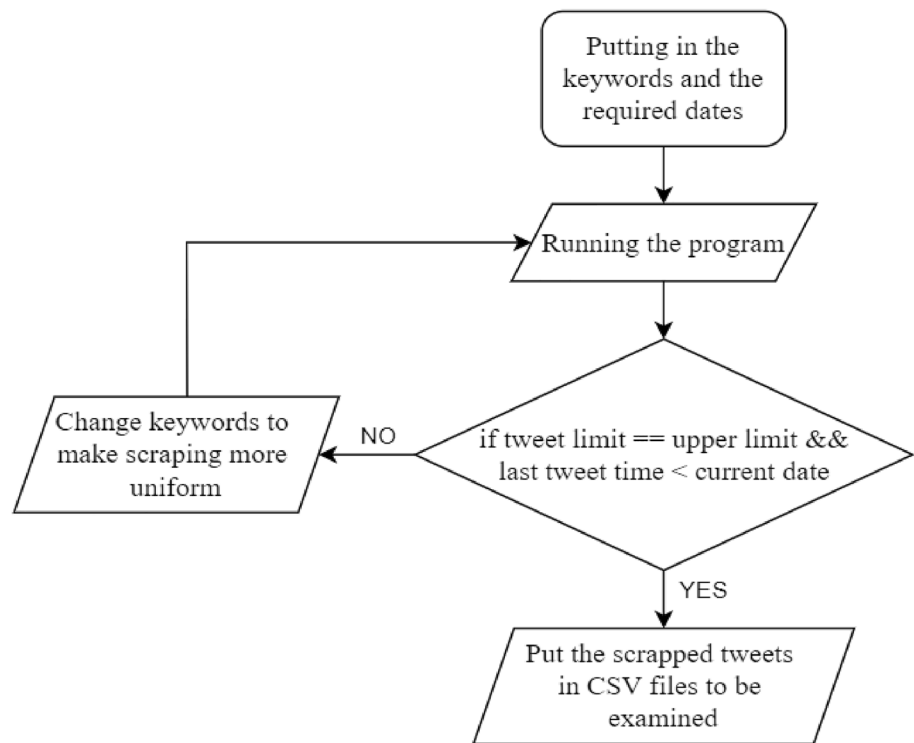 Putting in the
keywords and the
required dates
Running the program
Change keywords to
make scraping more
uniform
NO
if tweet limit == upper limit &&
last tweet time < current date
YES
Put the scrapped tweets
in CSV files to be
examined